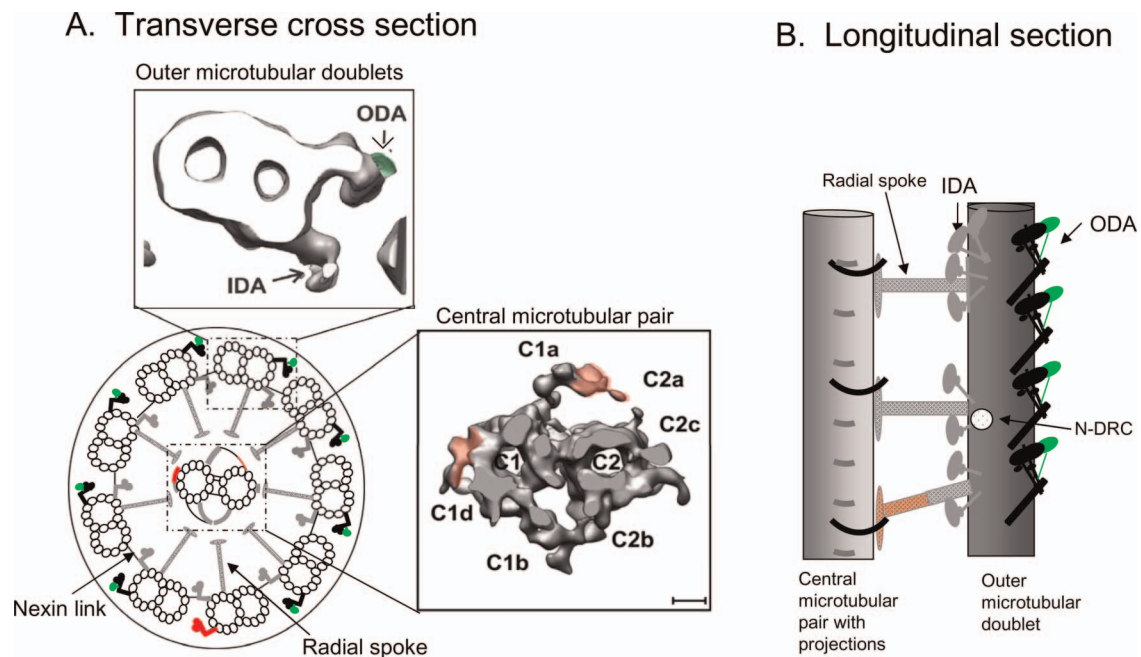 A. Transverse cross section
Outer microtubular doublets
ODA
IDA
Central microtubular pair
C1a
C2a
C2c
C1
C2
C1d
C2b
C1b
Nexin link
Radial spoke
B. Longitudinal section
Radial spoke
IDA
ODA
N-DRC
Central
microtubular
pair with
projections
Outer
microtubular
doublet